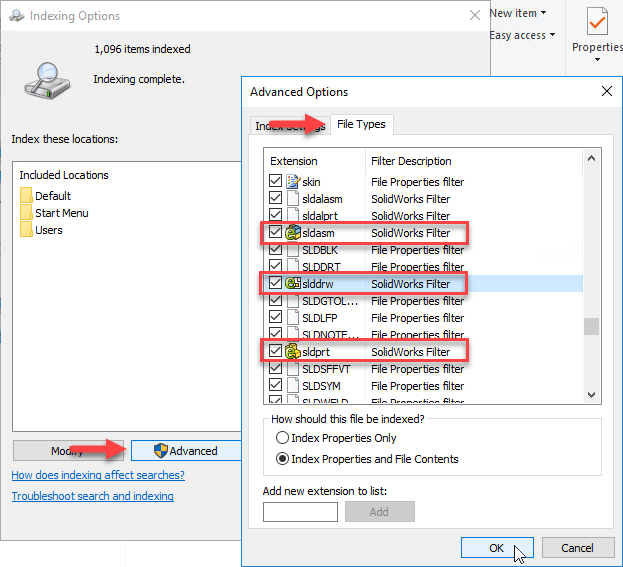 Indexing Options
New item
Easy access
Properties
1,096 items indexed
Indexing complete.
Index these locations:
Included Locations
Default
Start Menu
Users
Modify
Advanced
How does indexing affect searches?
Troubleshoot search and indexing
Advanced Options
Index Settings
File Types
Extension Filter Description
skin File Properties filter
sldalasm SolidWorks Filter
sldalprt SolidWorks Filter
sldasm SolidWorks Filter
SLDBLK File Properties filter
SLDDRT File Properties filter
slddrw SolidWorks Filter
SLDGTOL... File Properties filter
SLDLFP File Properties filter
SLDNOTE... File Properties filter
sldprt SolidWorks Filter
SLDSFFVT File Properties filter
SLDSYM File Properties filter
SLDWELD File Properties filter
How should this file be indexed?
Index Properties Only
Index Properties and File Contents
Add new extension to list:
Add
OK
Cancel